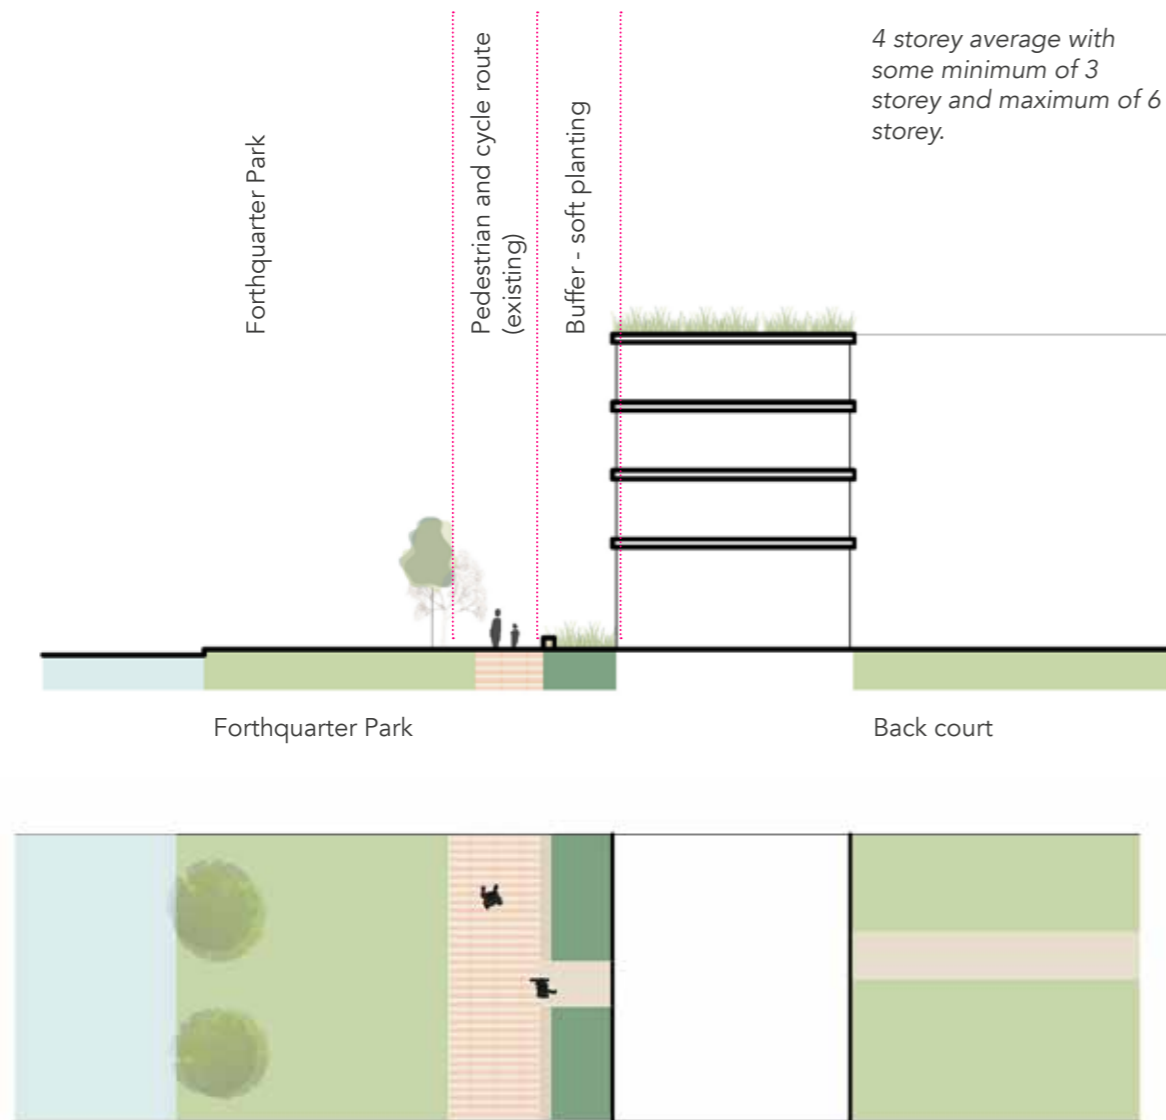 Forthquarter Park
Pedestrian and cycle route
(existing)
Buffer - soft planting
4 storey average with
some minimum of 3
storey and maximum of 6
storey.
Forthquarter Park
Back court